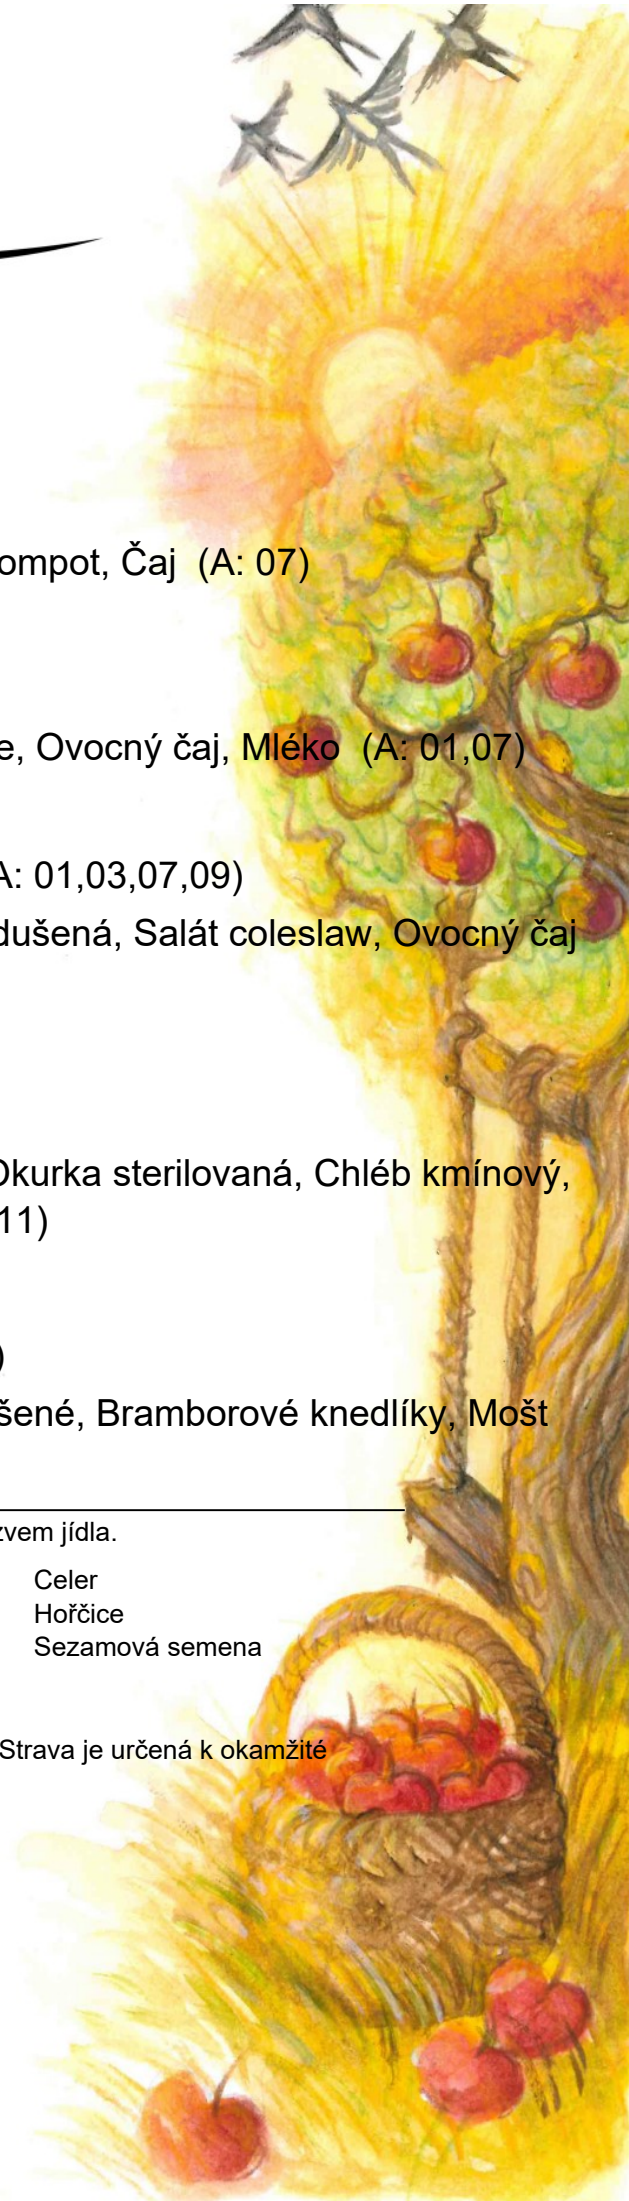 ompot, Čaj (A: 07)
e, Ovocný čaj, Mléko (A: 01,07)
A: 01,03,07,09)
dušená, Salát coleslaw, Ovocný čaj
Okurka sterilovaná, Chléb kmínový,
11)
)
šené, Bramborové knedlíky, Mošt
zvem jídla.
Celer
Hořčice
Sezamová semena
Strava je určená k okamžité